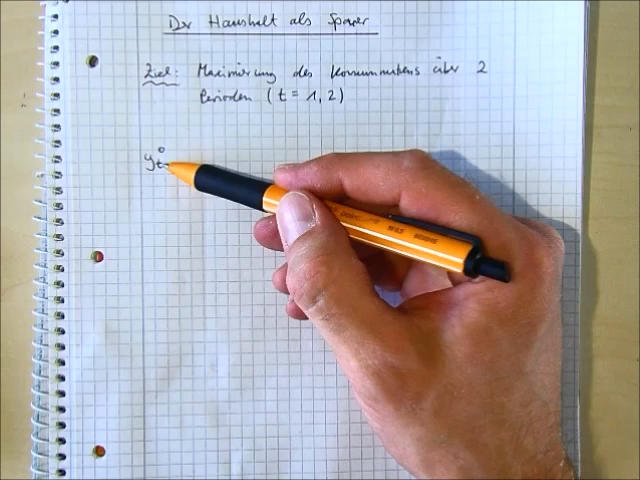 Der Haushalt als Sparer
Ziel: Maximierung des Konsumnutzens über 2
Perioden (t = 1, 2)
y°t